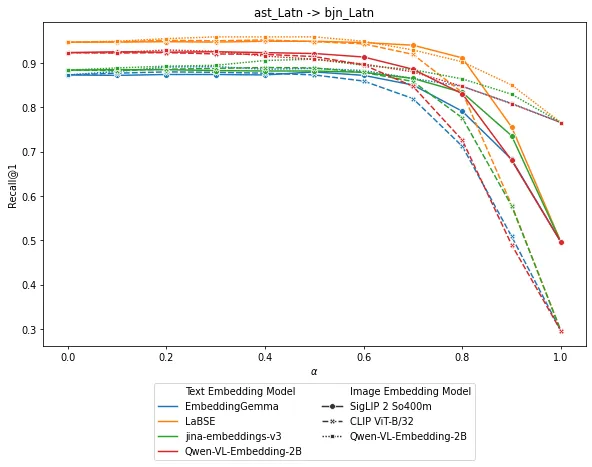 ast_Latn -> bjn_Latn
Recall@1
0.9
0.8
0.7
0.6
0.5
0.4
0.3
0.0 0.2 0.4 0.6 0.8 1.0
α
Text Embedding Model Image Embedding Model
EmbeddingGemma SigLIP 2 So400m
LaBSE CLIP ViT-B/32
jina-embeddings-v3 Qwen-VL-Embedding-2B
Qwen-VL-Embedding-2B